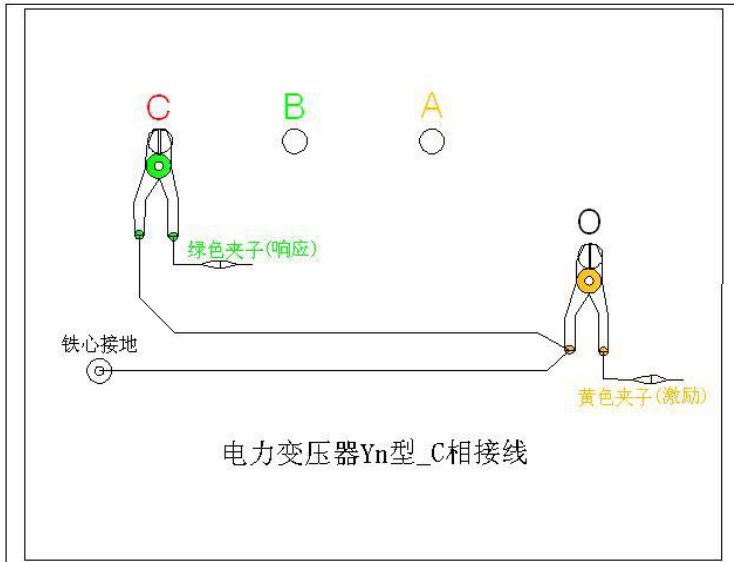 C B A
O
绿色夹子(响应)
铁心接地
黄色夹子(激励)
电力变压器Yn型_C相接线